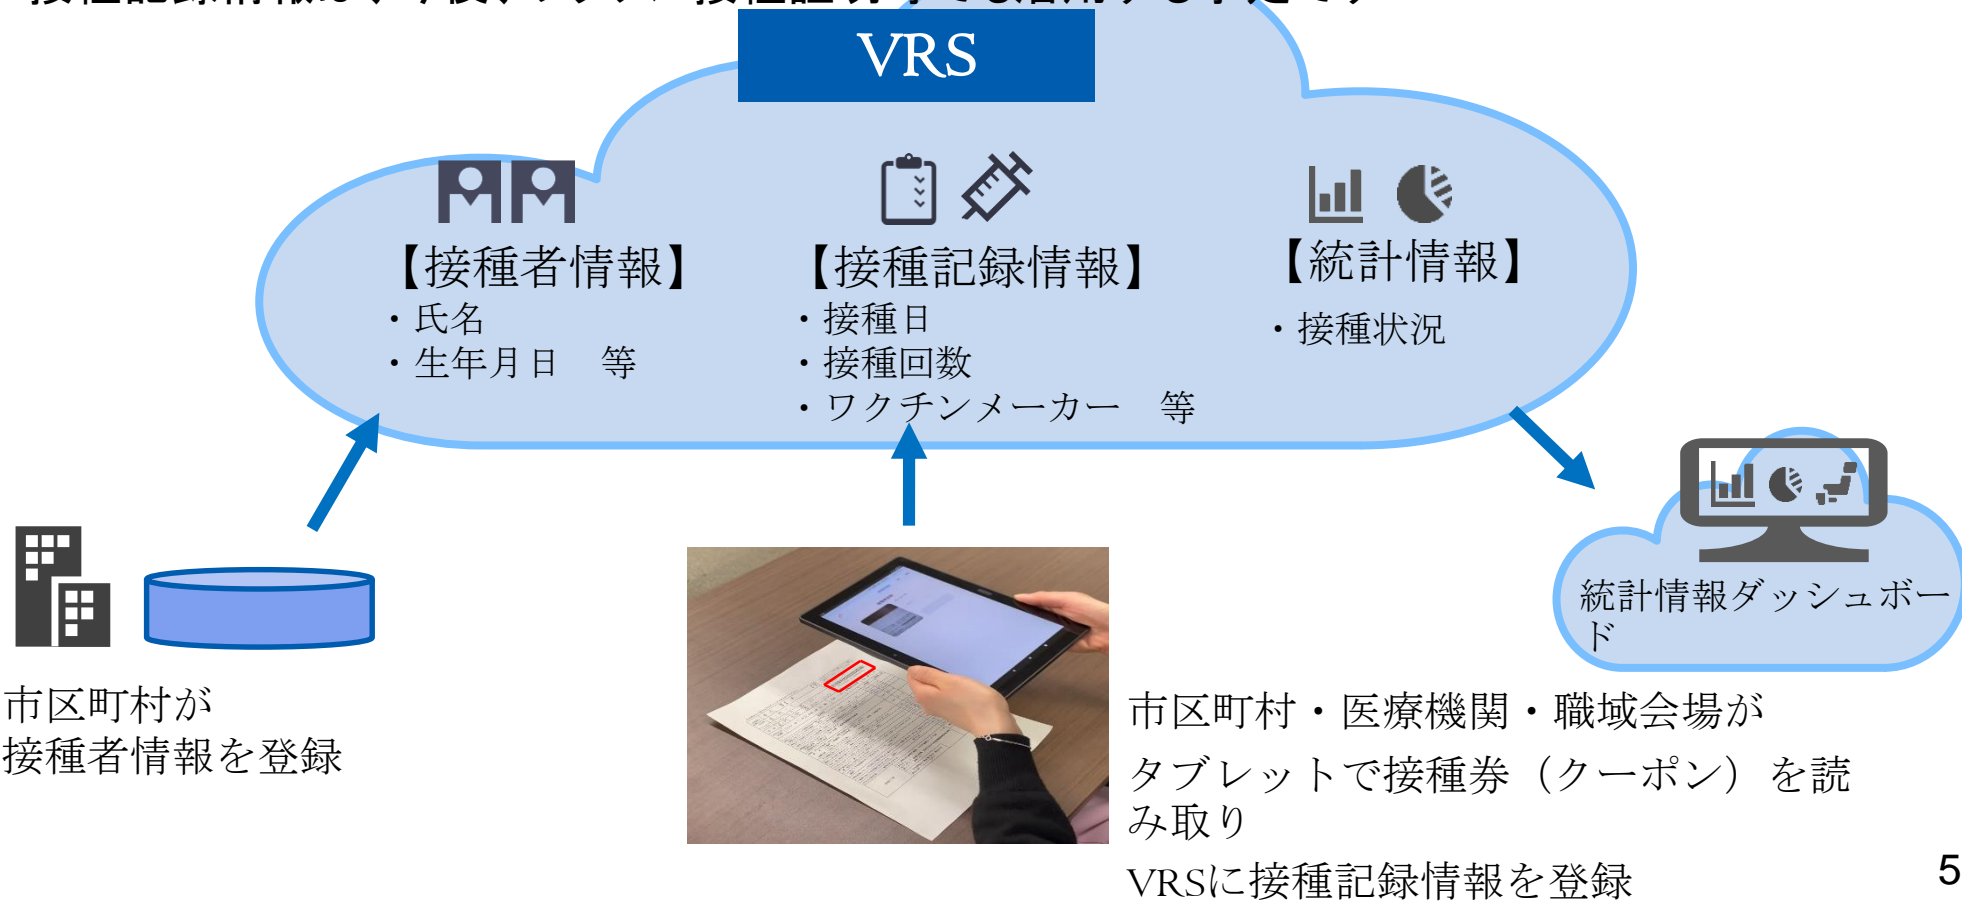 VRS
【接種者情報】
・氏名
・生年月日　等
【接種記録情報】
・接種日
・接種回数
・ワクチンメーカー　等
【統計情報】
・接種状況
統計情報ダッシュボー
ド
市区町村が
接種者情報を登録
市区町村・医療機関・職域会場が
タブレットで接種券（クーポン）を読
み取り
VRSに接種記録情報を登録
5